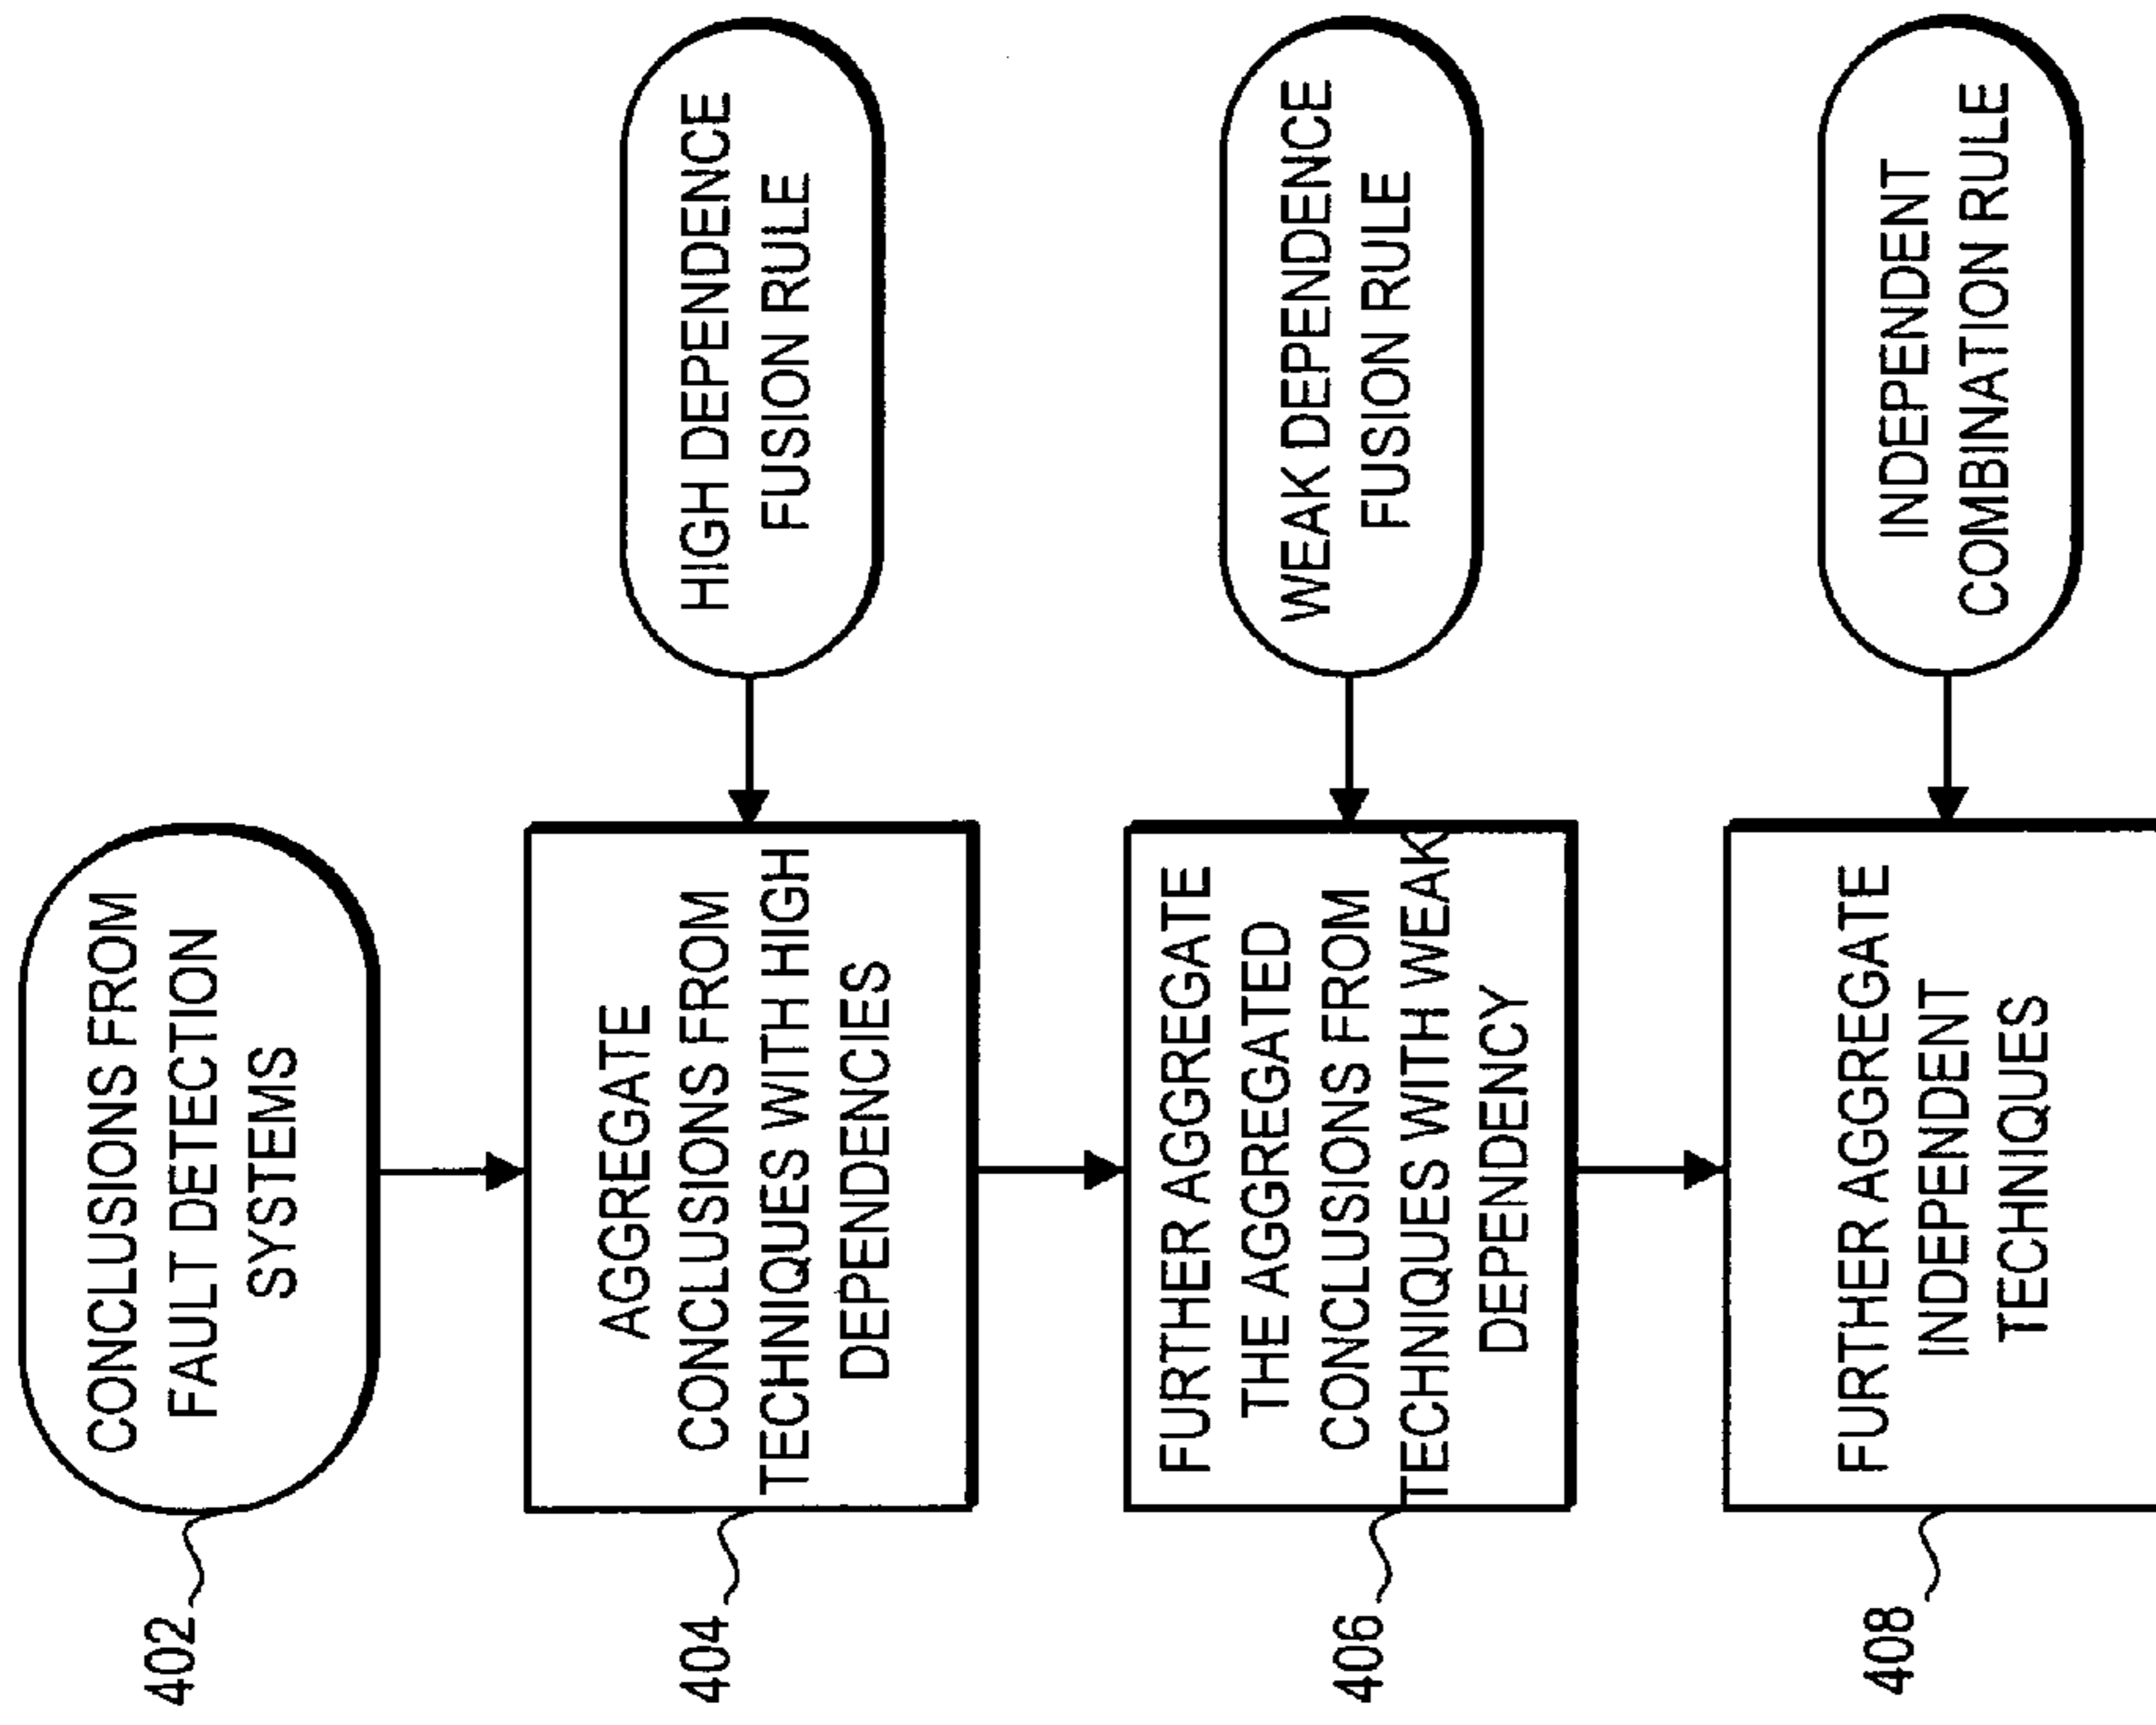 402
CONCLUSIONS FROM
FAULT DETECTION
SYSTEMS
404
AGGREGATE
CONCLUSIONS FROM
TECHNIQUES WITH HIGH
DEPENDENCIES
HIGH DEPENDENCE
FUSION RULE
406
FURTHER AGGREGATE
THE AGGREGATED
CONCLUSIONS FROM
TECHNIQUES WITH WEAK
DEPENDENCY
WEAK DEPENDENCE
FUSION RULE
408
FURTHER AGGREGATE
INDEPENDENT
TECHNIQUES
INDEPENDENT
COMBINATION RULE